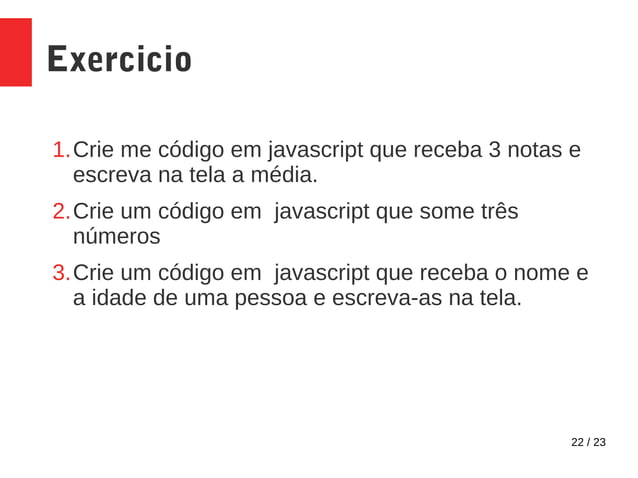 Exercicio
1.Crie me código em javascript que receba 3 notas e
escreva na tela a média.
2.Crie um código em  javascript que some três
números
3.Crie um código em  javascript que receba o nome e
a idade de uma pessoa e escreva-as na tela.
22 / 23